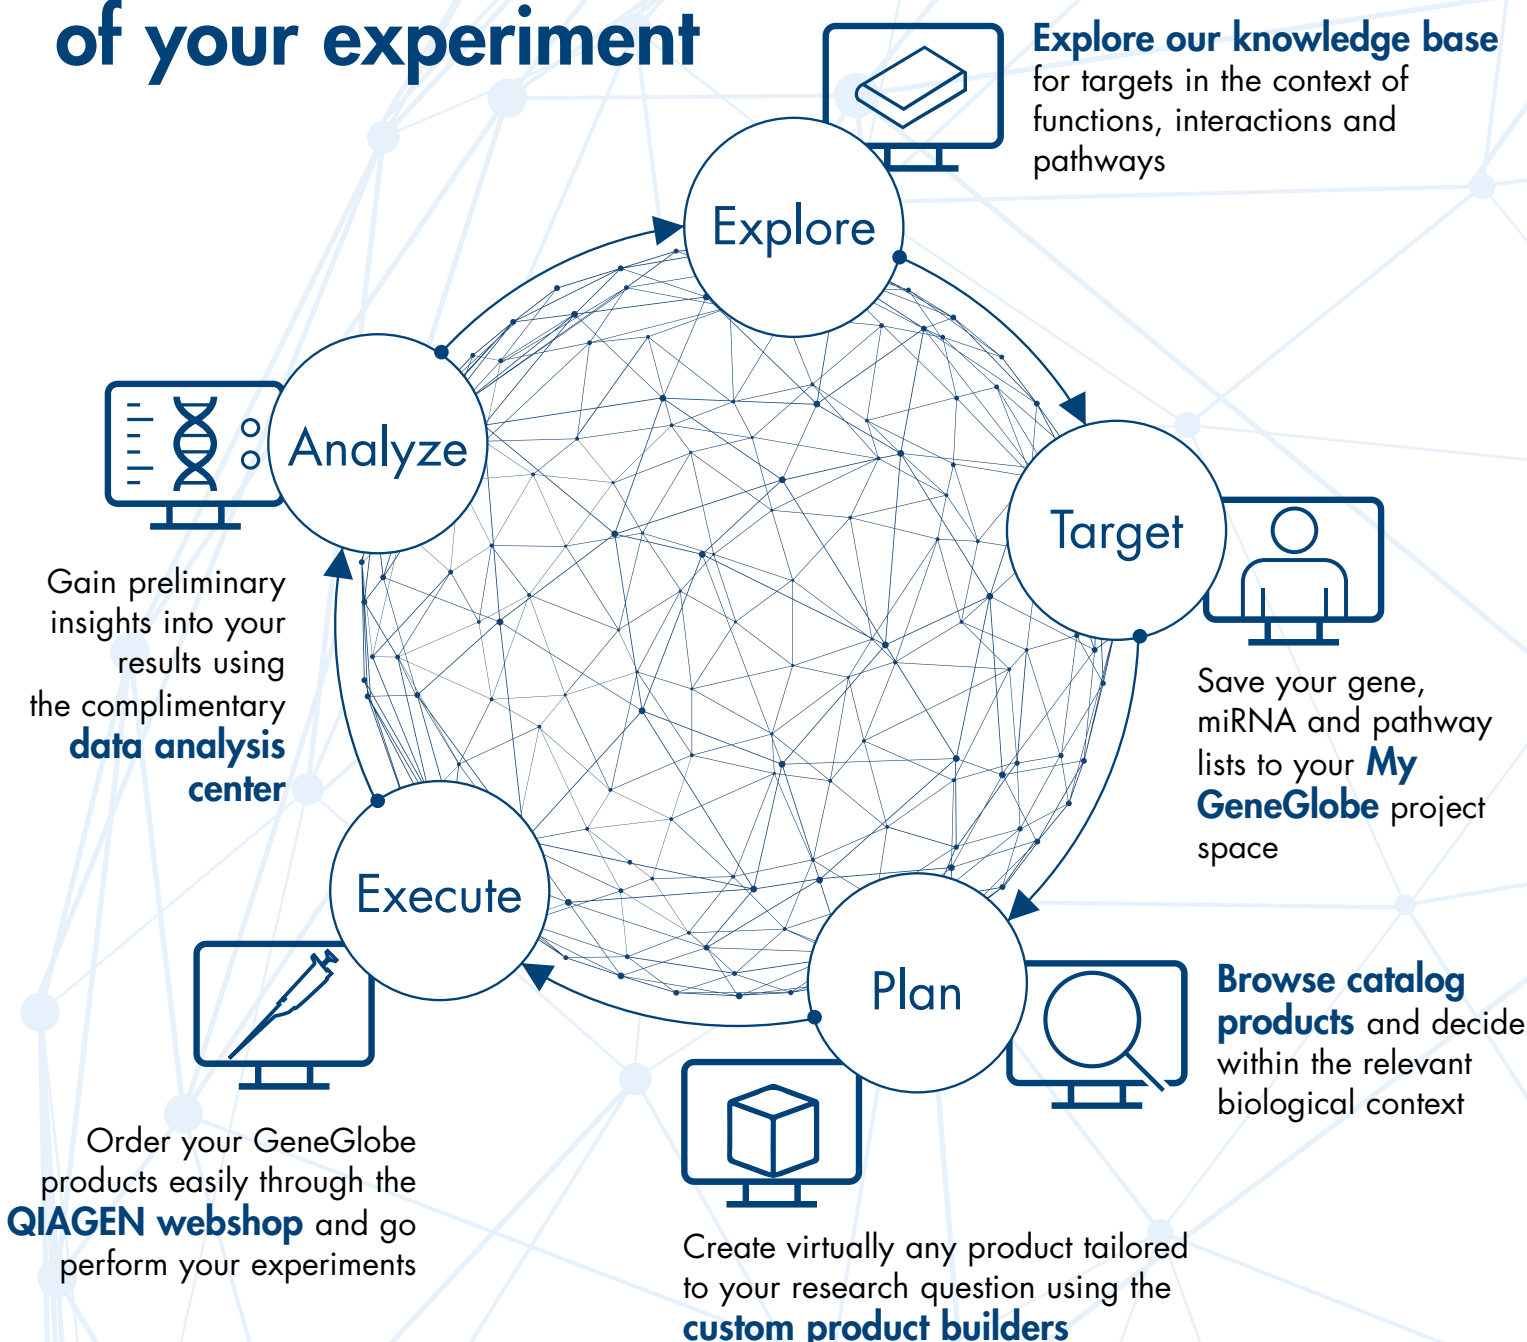 of your experiment
Explore our knowledge base
for targets in the context of
functions, interactions and
pathways
Explore
Analyze
Target
Gain preliminary
insights into your
results using
the complimentary
data analysis
center
Save your gene,
miRNA and pathway
lists to your My
GeneGlobe project
space
Execute
Plan
Browse catalog
products and decide
within the relevant
biological context
Order your GeneGlobe
products easily through the
QIAGEN webshop and go
perform your experiments
Create virtually any product tailored
to your research question using the
custom product builders